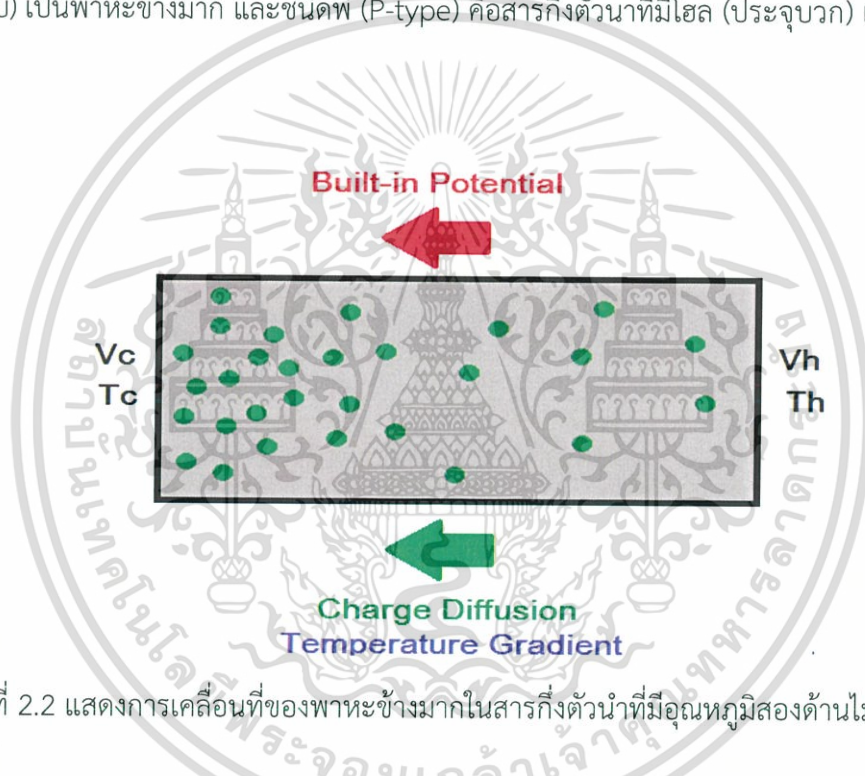 เป็นพาหะข้างมาก และชนิดพี (P-type) คือสารกึ่งตัวนำที่มีโฮล (ประจุบวก)
Built-in Potential
Vc
Tc
Vh
Th
Charge Diffusion
Temperature Gradient
ที่ 2.2 แสดงการเคลื่อนที่ของพาหะข้างมากในสารกึ่งตัวนำที่มีอุณหภูมิสองด้าน